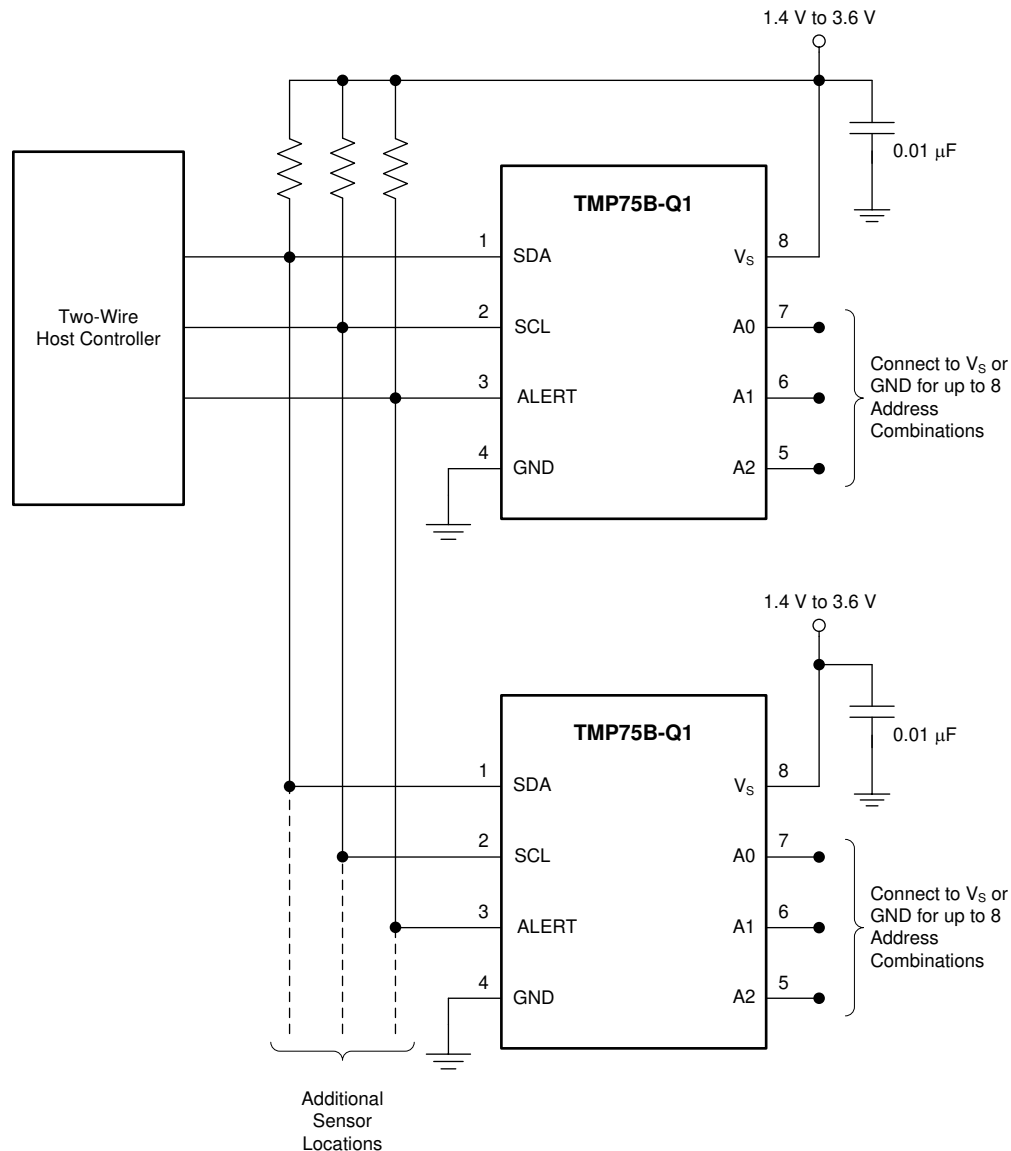 1.4 V to 3.6 V
0.01 μF
TMP75B-Q1
Two-Wire
Host Controller
1
SDA
2
SCL
3
ALERT
4
GND
VS
8
A0
7
A1
6
A2
5
Connect to VS or
GND for up to 8
Address
Combinations
1.4 V to 3.6 V
0.01 μF
TMP75B-Q1
1
SDA
2
SCL
3
ALERT
4
GND
VS
8
A0
7
A1
6
A2
5
Connect to VS or
GND for up to 8
Address
Combinations
Additional
Sensor
Locations